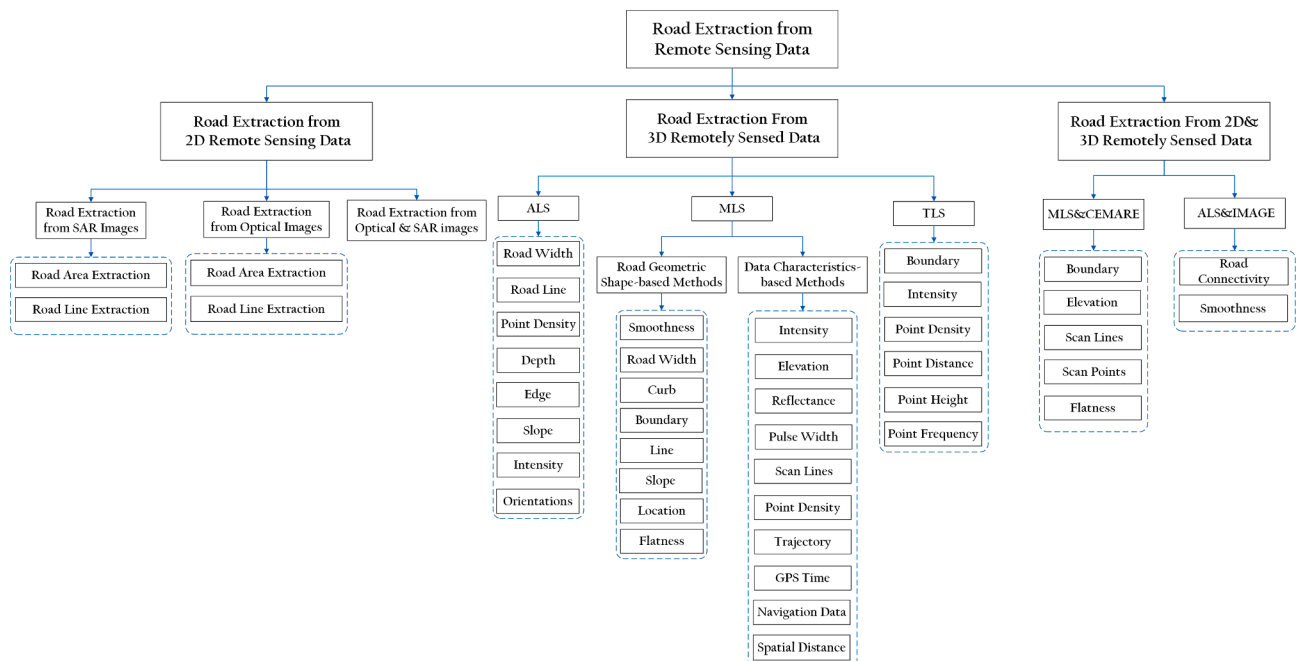 Road Extraction from
Remote Sensing Data
Road Extraction from
2D Remote Sensing Data
Road Extraction From
3D Remotely Sensed Data
Road Extraction From 2D&
3D Remotely Sensed Data
Road Extraction
from SAR Images
Road Area Extraction
Road Line Extraction
Road Extraction
from Optical Images
Road Area Extraction
Road Line Extraction
Road Extraction from
Optical & SAR images
ALS
Road Width
Road Line
Point Density
Depth
Edge
Slope
Intensity
Orientations
MLS
Road Geometric
Shape-based Methods
Smoothness
Road Width
Curb
Boundary
Line
Slope
Location
Flatness
Data Characteristics-
based Methods
Intensity
Elevation
Reflectance
Pulse Width
Scan Lines
Point Density
Trajectory
GPS Time
Navigation Data
Spatial Distance
TLS
Boundary
Intensity
Point Density
Point Distance
Point Height
Point Frequency
MLS&CEMARE
Boundary
Elevation
Scan Lines
Scan Points
Flatness
ALS&IMAGE
Road
Connectivity
Smoothness